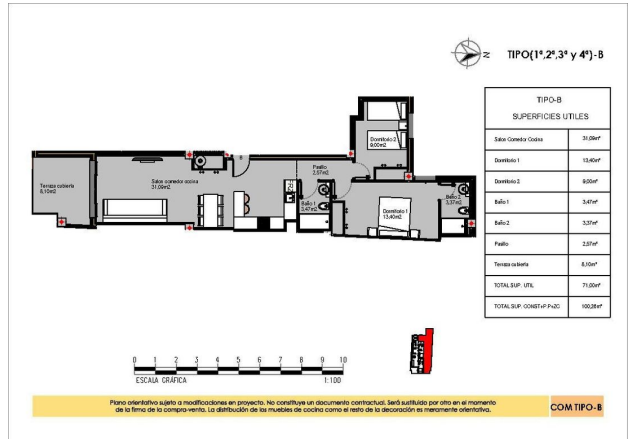 N
TIPO(1ª,2ª,3ª y 4ª)-B
TIPO-B
SUPERFICIES UTILES
Salon Comedor Cocina 31,09m²
Dormitorio 1 13,40m²
Dormitorio 2 9,00m²
Baño 1 3,47m²
Baño 2 3,37m²
Pasillo 2,57m²
Terraza cubierta 8,10m²
TOTAL SUP. UTIL 71,00m²
TOTAL SUP. CONST+P.P+ZC 100,26m²
Dormitorio 2
9,00m2
Pasillo
2,57m2
Terraza cubierta
8,10m2
Salon comedor cocina
31,09m2
Baño 1
3,47m2
Dormitorio 1
13,40m2
Baño 2
3,37m2
0 1 2 3 4 5 6 7 8 9 10
ESCALA GRÁFICA 1:100
Plano orientativo sujeto a modificaciones en proyecto. No constituye un documento contractual. Será sustituido por otro en el momento
de la firma de la compra-venta. La distribución de los muebles de cocina como el resto de la decoración es meramente orientativa.
COM TIPO-B